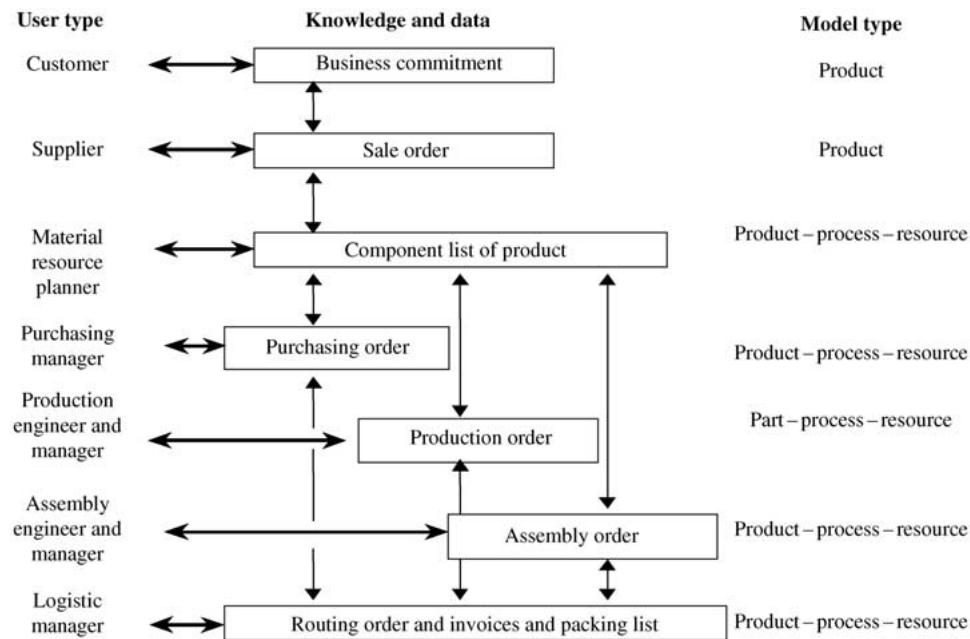 User type Knowledge and data Model type
Customer Business commitment Product
Supplier Sale order Product
Material
resource
planner
Component list of product
Product – process – resource
Purchasing
manager
Purchasing order
Product – process – resource
Production
engineer and
manager
Production order
Part – process – resource
Assembly
engineer and
manager
Assembly order
Product – process – resource
Logistic
manager
Routing order and invoices and packing list
Product – process – resource